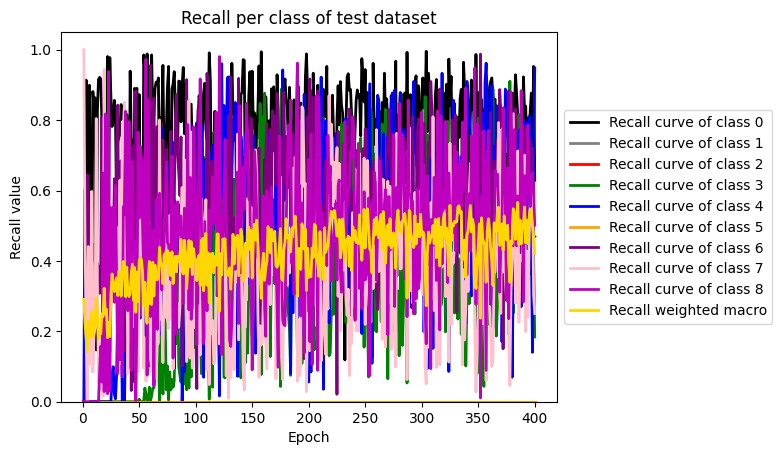 Recall per class of test dataset
1.0
0.8
0.6
0.4
0.2
0.0
Recall value
0 50 100 150 200 250 300 350 400
Epoch
Recall curve of class 0
Recall curve of class 1
Recall curve of class 2
Recall curve of class 3
Recall curve of class 4
Recall curve of class 5
Recall curve of class 6
Recall curve of class 7
Recall curve of class 8
Recall weighted macro